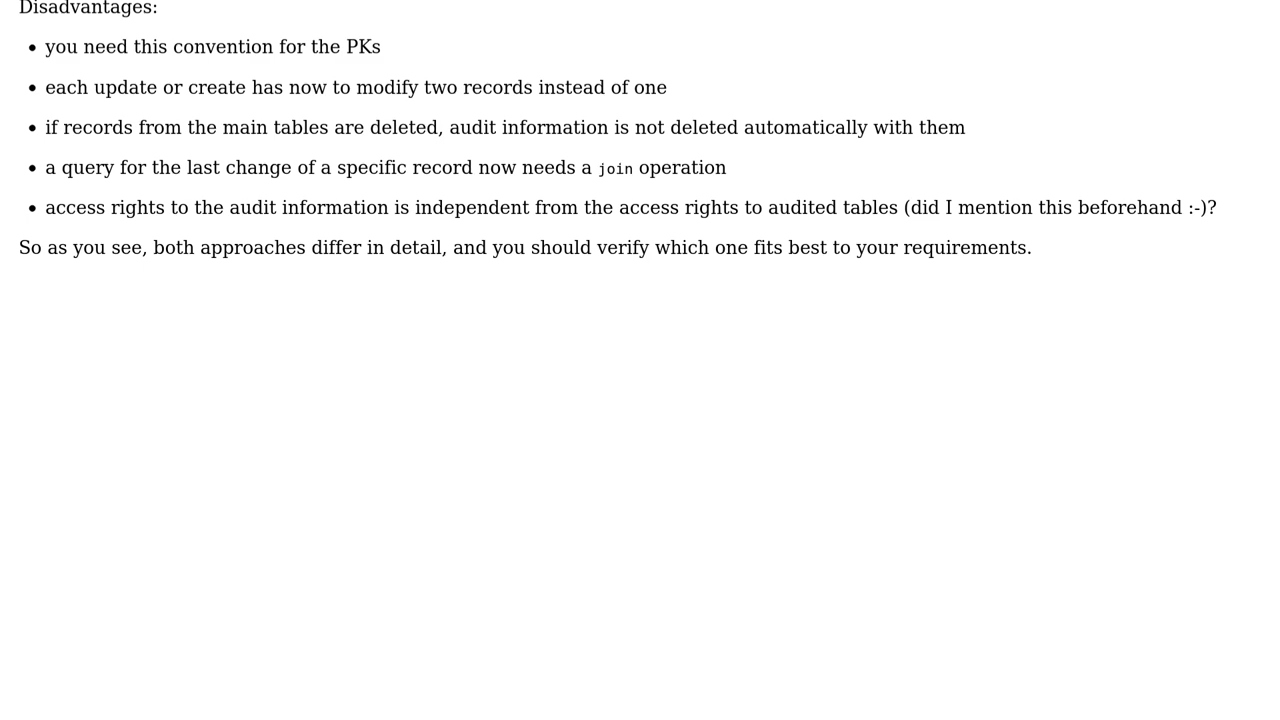 Disadvantages:
you need this convention for the PKs
each update or create has now to modify two records instead of one
if records from the main tables are deleted, audit information is not deleted automatically with them
a query for the last change of a specific record now needs a join operation
access rights to the audit information is independent from the access rights to audited tables (did I mention this beforehand :-)?
So as you see, both approaches differ in detail, and you should verify which one fits best to your requirements.